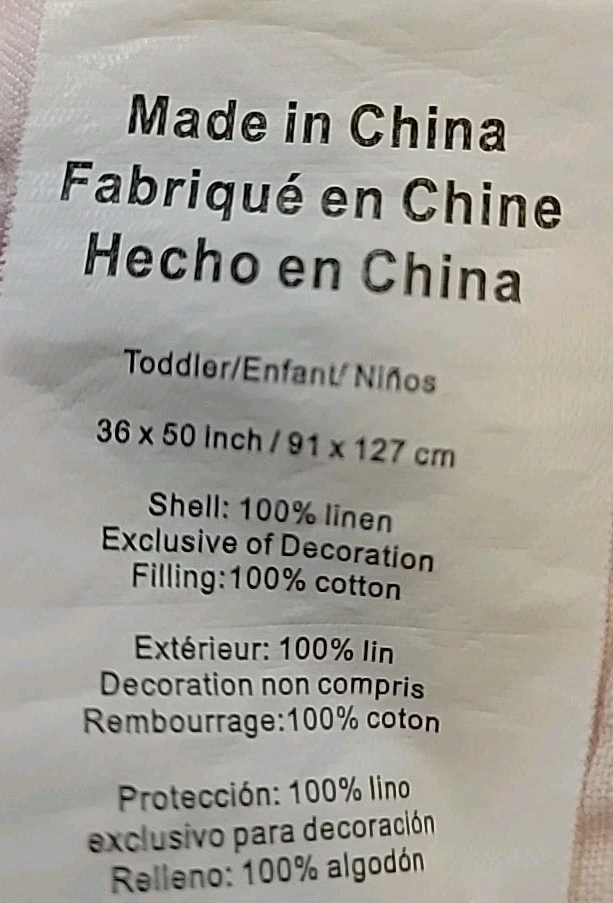 Made in China
Fabriqué en Chine
Hecho en China
Toddler/Enfant/ Niños
36 x 50 Inch / 91 x 127 cm
Shell: 100% linen
Exclusive of Decoration
Filling:100% cotton
Extérieur: 100% lin
Decoration non compris
Rembourrage:100% coton
Protección: 100% lino
exclusivo para decoración
Relleno: 100% algodón